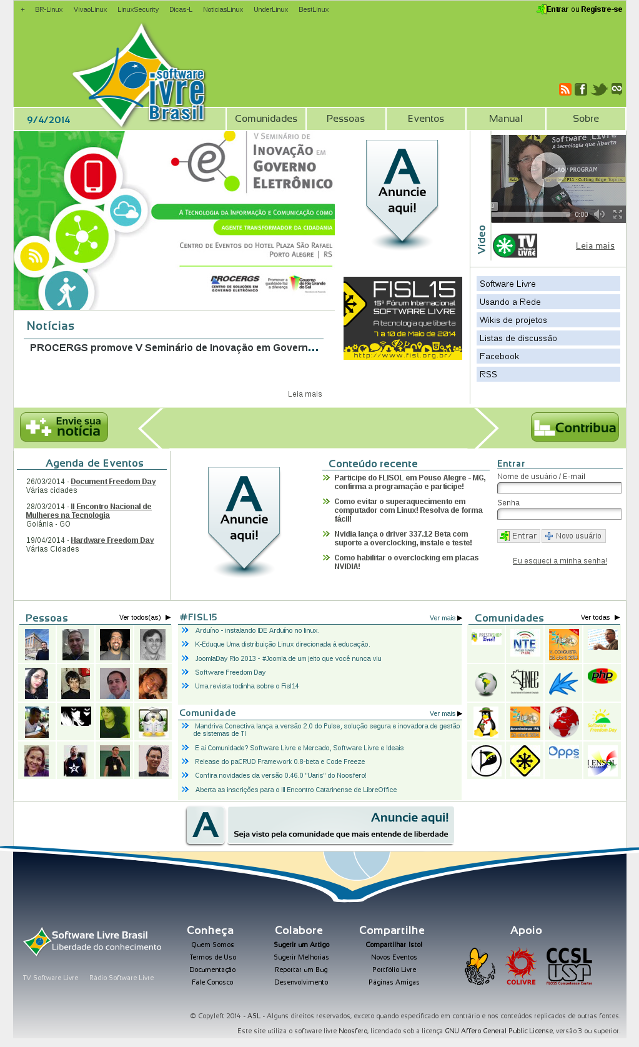 + BR-Linux VivaoLinux LinuxSecurity Dicas-L NoticiasLinux UnderLinux BestLinux
Entrar ou Registre-se
software
livre
Brasil
9/4/2014
Comunidades Pessoas Eventos Manual Sobre
V SEMINÁRIO DE
INOVAÇÃO EM
GOVERNO
ELETRÔNICO
A TECNOLOGIA DA INFORMAÇÃO E COMUNICAÇÃO COMO
AGENTE TRANSFORMADOR DA CIDADANIA
CENTRO DE EVENTOS DO HOTEL PLAZA SÃO RAFAEL
PORTO ALEGRE | RS
PROCERGS
Notícias
PROCERGS promove V Seminário de Inovação em Govern...
Leia mais
A
Anuncie
aqui!
FISL15
15º Fórum Internacional
SOFTWARE LIVRE
A tecnologia que liberta
7 a 10 de Maio de 2014
http://www.fisl.org.br/
Vídeo
0:00
TV
LIVRE
Leia mais
Software Livre
Usando a Rede
Wikis de projetos
Listas de discussão
Facebook
RSS
Envie sua
notícia
Contribua
Agenda de Eventos
26/03/2014 - Document Freedom Day
Várias cidades
28/03/2014 - II Encontro Nacional de
Mulheres na Tecnologia
Goiânia - GO
19/04/2014 - Hardware Freedom Day
Várias Cidades
A
Anuncie
aqui!
Conteúdo recente
Participe do FLISOL em Pouso Alegre - MG,
confirma a programação e participe!
Como evitar o superaquecimento em
computador com Linux! Resolva de forma
fácil!
Nvidia lança o driver 337.12 Beta com
suporte a overclocking, instale e teste!
Como habilitar o overclocking em placas
NVIDIA!
Entrar
Nome de usuário / E-mail
Senha
Entrar Novo usuário
Eu esqueci a minha senha!
Pessoas Ver todos(as)
#FISL15 Ver mais
Arduíno - instalando IDE Arduino no linux.
K-Eduque Uma distribuição Linux direcionada à educação.
JoomlaDay Rio 2013 - #Joomla de um jeito que você nunca viu
Software Freedom Day
Uma revista todinha sobre o Fisl14
Comunidade Ver mais
Mandriva Conectiva lança a versão 2.0 do Pulse, solução segura e inovadora de gestão
de sistemas de TI
E aí Comunidade? Software Livre e Mercado, Software Livre e Ideais
Release do paCRUD Framework 0.8-beta e Code Freeze
Confira novidades da versão 0.46.0 "Uaris" do Noosfero!
Aberta as inscrições para o II Encontro Catarinense de LibreOffice
Comunidades Ver todas
NTE
php
Opps
A
Anuncie aqui!
Seja visto pela comunidade que mais entende de liberdade
Software Livre Brasil
Liberdade do conhecimento
TV Software Livre Rádio Software Livre
Conheça
Quem Somos
Termos de Uso
Documentação
Fale Conosco
Colabore
Sugerir um Artigo
Sugerir Melhorias
Reportar um Bug
Desenvolvimento
Compartilhe
Compartilhar Isto!
Novos Eventos
Portfólio Livre
Páginas Amigas
Apoio
COLIVRE
CCSL
USP
© Copyleft 2014 - ASL - Alguns direitos reservados, exceto quando especificado em contrário e nos conteúdos replicados de outras fontes
Este site utiliza o software livre Noosfero, licenciado sob a licença GNU Affero General Public License, versão 3 ou superior